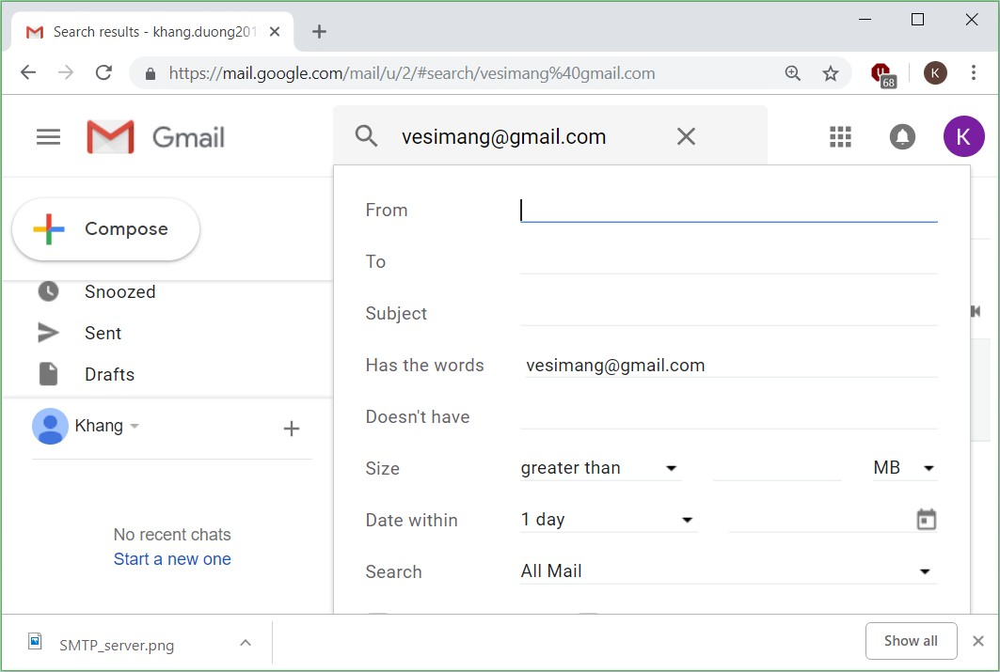 Search results - khang.duong201
https://mail.google.com/mail/u/2/#search/vesimang%40gmail.com
68
K
Gmail
vesimang@gmail.com
K
Compose
Snoozed
Sent
Drafts
Khang
No recent chats
Start a new one
From
To
Subject
Has the words vesimang@gmail.com
Doesn't have
Size greater than MB
Date within 1 day
Search All Mail
SMTP_server.png
Show all